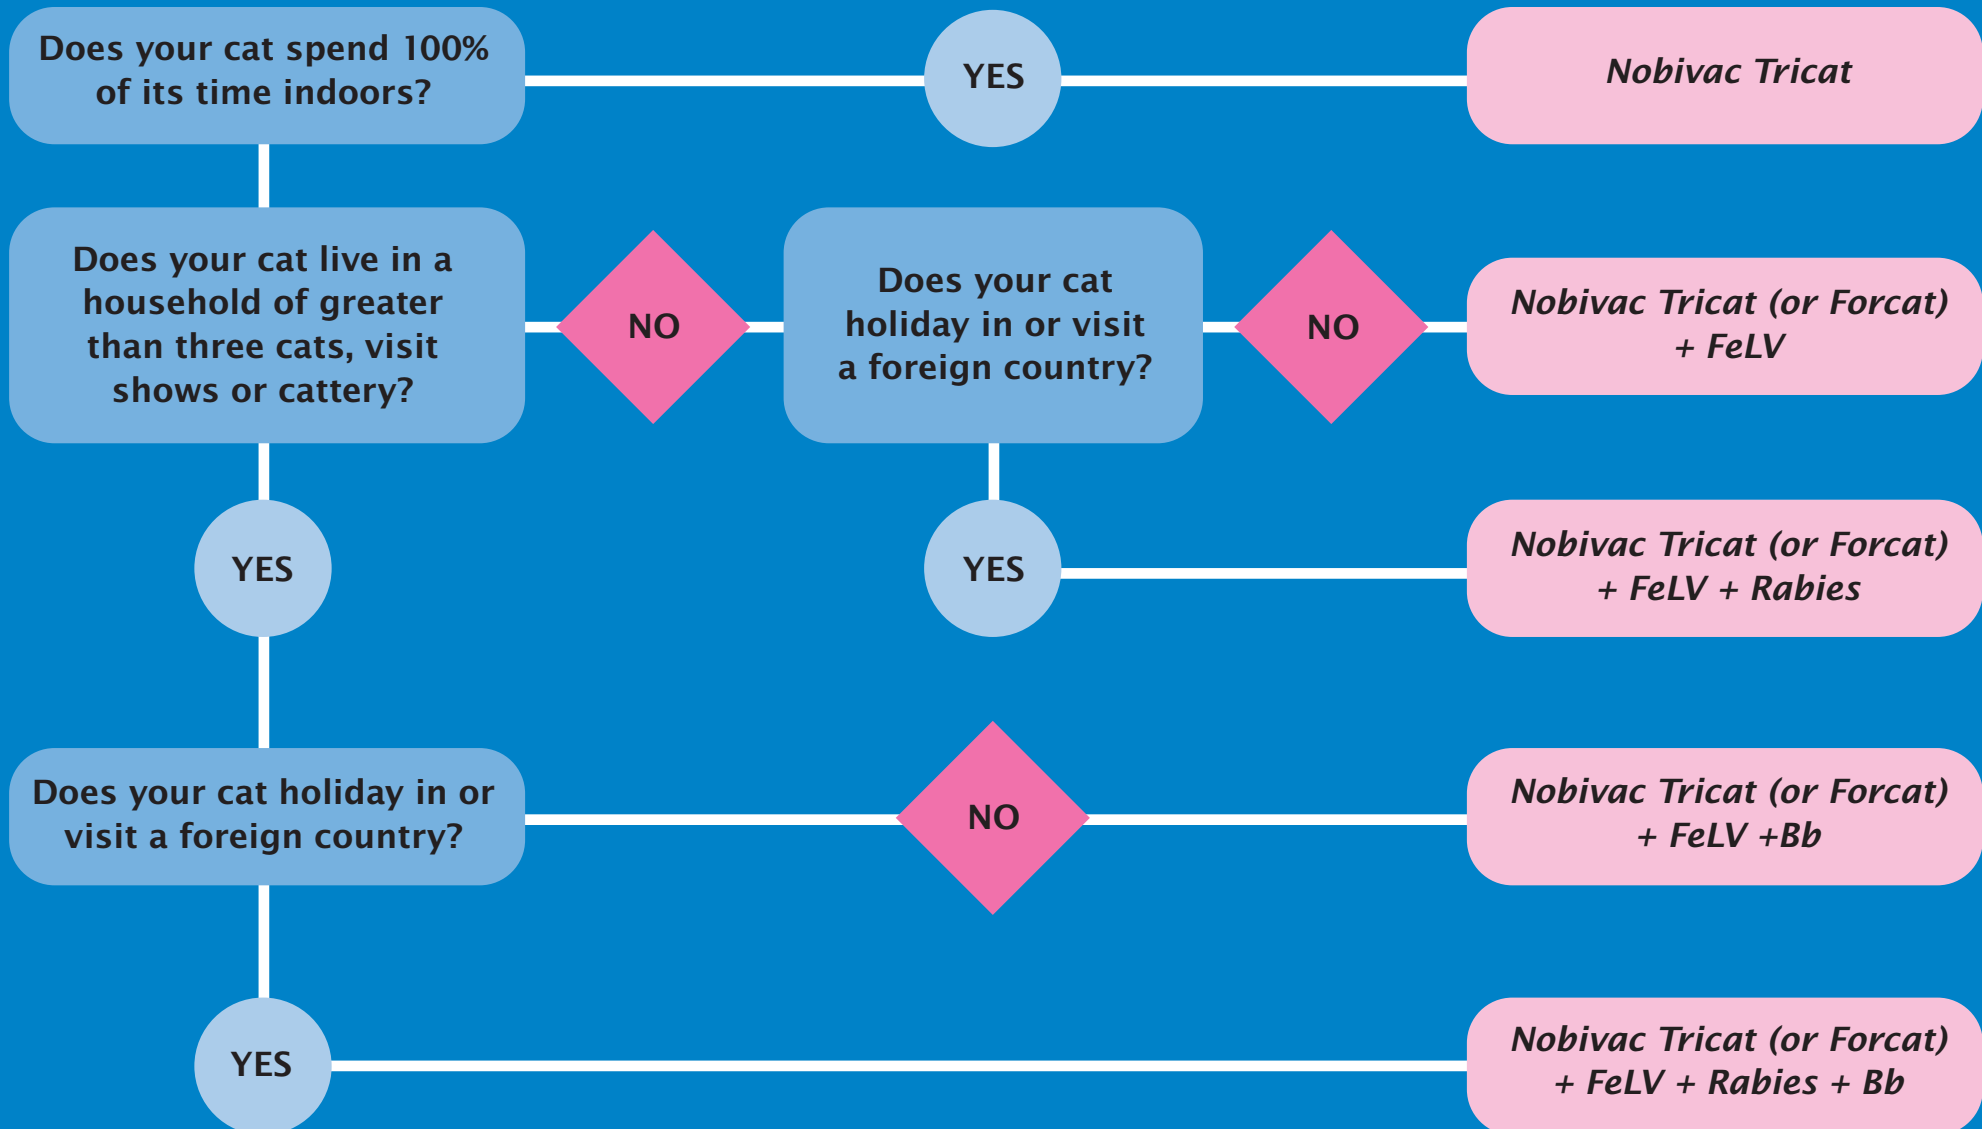 Does your cat spend 100%
of its time indoors?
YES
Nobivac Tricat
Does your cat live in a
household of greater
than three cats, visit
shows or cattery?
NO
Does your cat
holiday in or visit
a foreign country?
NO
Nobivac Tricat (or Forcat)
+ FeLV
YES
YES
Nobivac Tricat (or Forcat)
+ FeLV + Rabies
Does your cat holiday in or
visit a foreign country?
NO
Nobivac Tricat (or Forcat)
+ FeLV +Bb
YES
Nobivac Tricat (or Forcat)
+ FeLV + Rabies + Bb